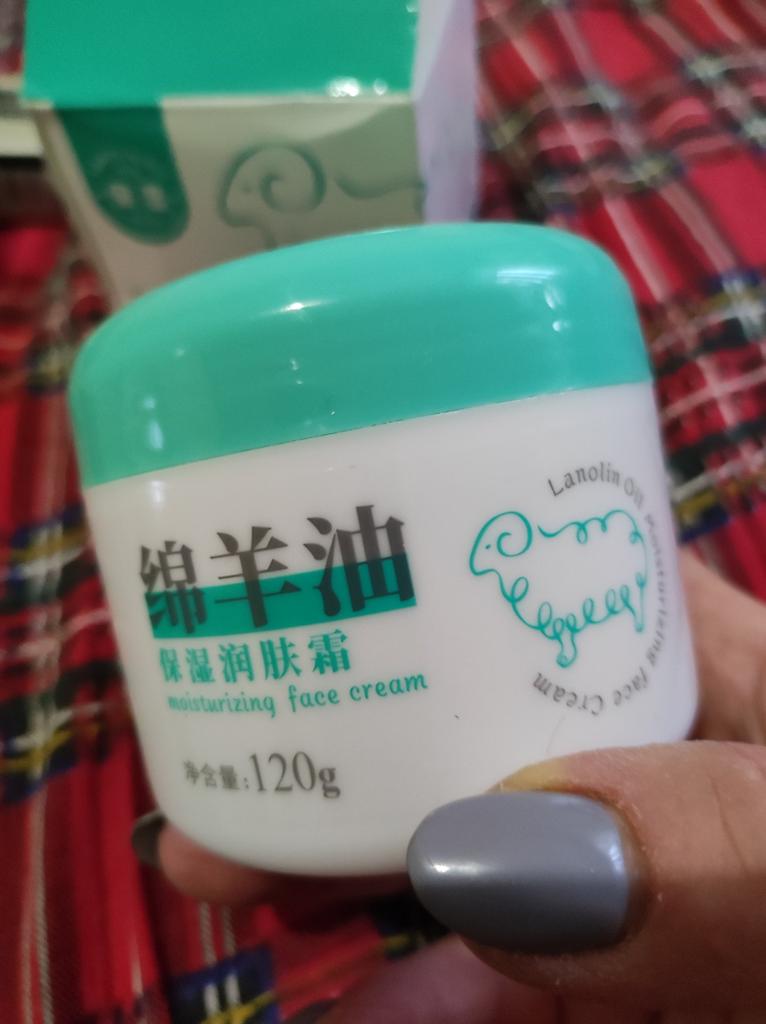 绵羊油
保湿润肤霜
moisturizing face cream
净含量:120g
Lanolin Oil Moisturizing Face Cream